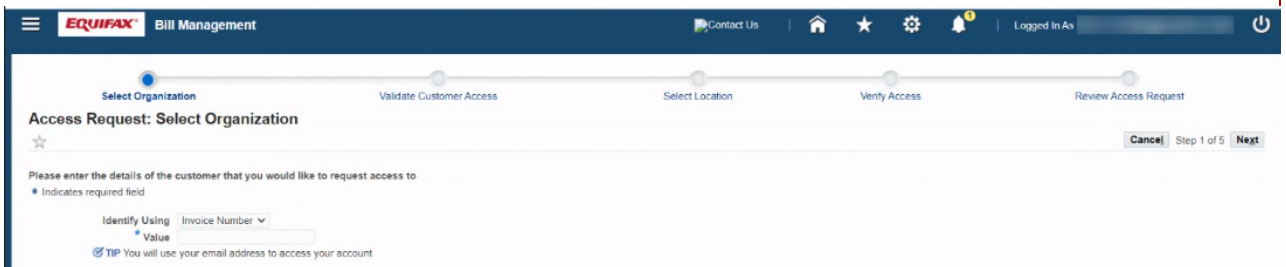 EQUIFAX Bill Management Contact Us 1 Logged In As
Select Organization Validate Customer Access Select Location Verify Access Review Access Request
Access Request: Select Organization
Cancel Step 1 of 5 Next
Please enter the details of the customer that you would like to request access to
* Indicates required field
Identify Using Invoice Number
* Value
TIP You will use your email address to access your account